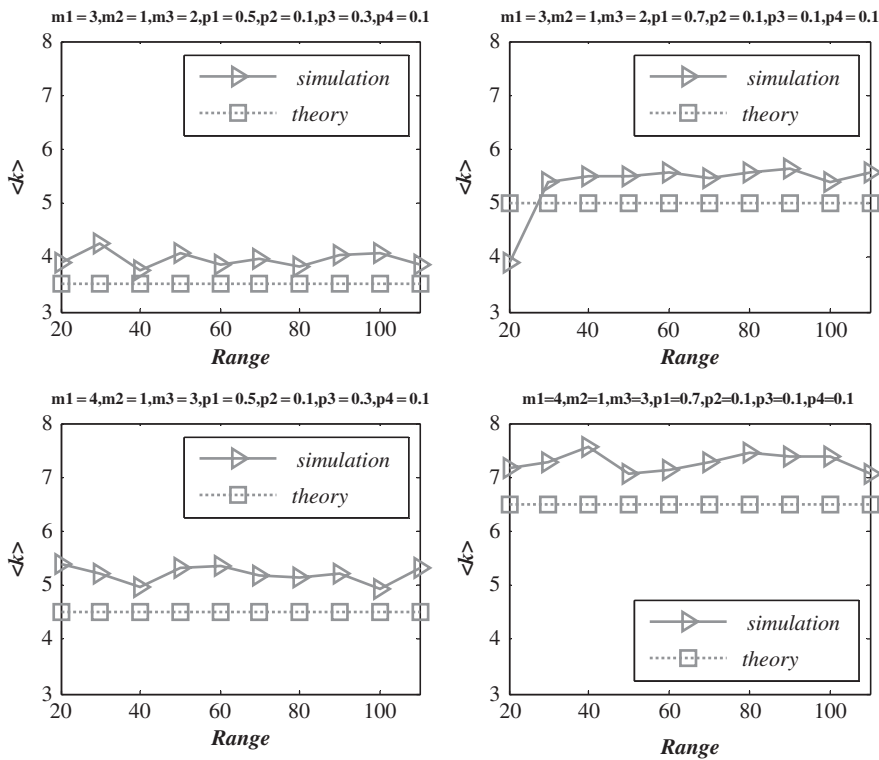 m1 = 3,m2 = 1,m3 = 2,p1 = 0.5,p2 = 0.1,p3 = 0.3,p4 = 0.1
8
7
6
5
4
3
<k>
simulation
theory
20 40 60 80 100
Range
m1 = 3,m2 = 1,m3 = 2,p1 = 0.7,p2 = 0.1,p3 = 0.1,p4 = 0.1
8
7
6
5
4
3
<k>
simulation
theory
20 40 60 80 100
Range
m1 = 4,m2 = 1,m3 = 3,p1 = 0.5,p2 = 0.1,p3 = 0.3,p4 = 0.1
8
7
6
5
4
3
<k>
simulation
theory
20 40 60 80 100
Range
m1=4,m2=1,m3=3,p1=0.7,p2=0.1,p3=0.1,p4=0.1
8
7
6
5
4
3
<k>
simulation
theory
20 40 60 80 100
Range